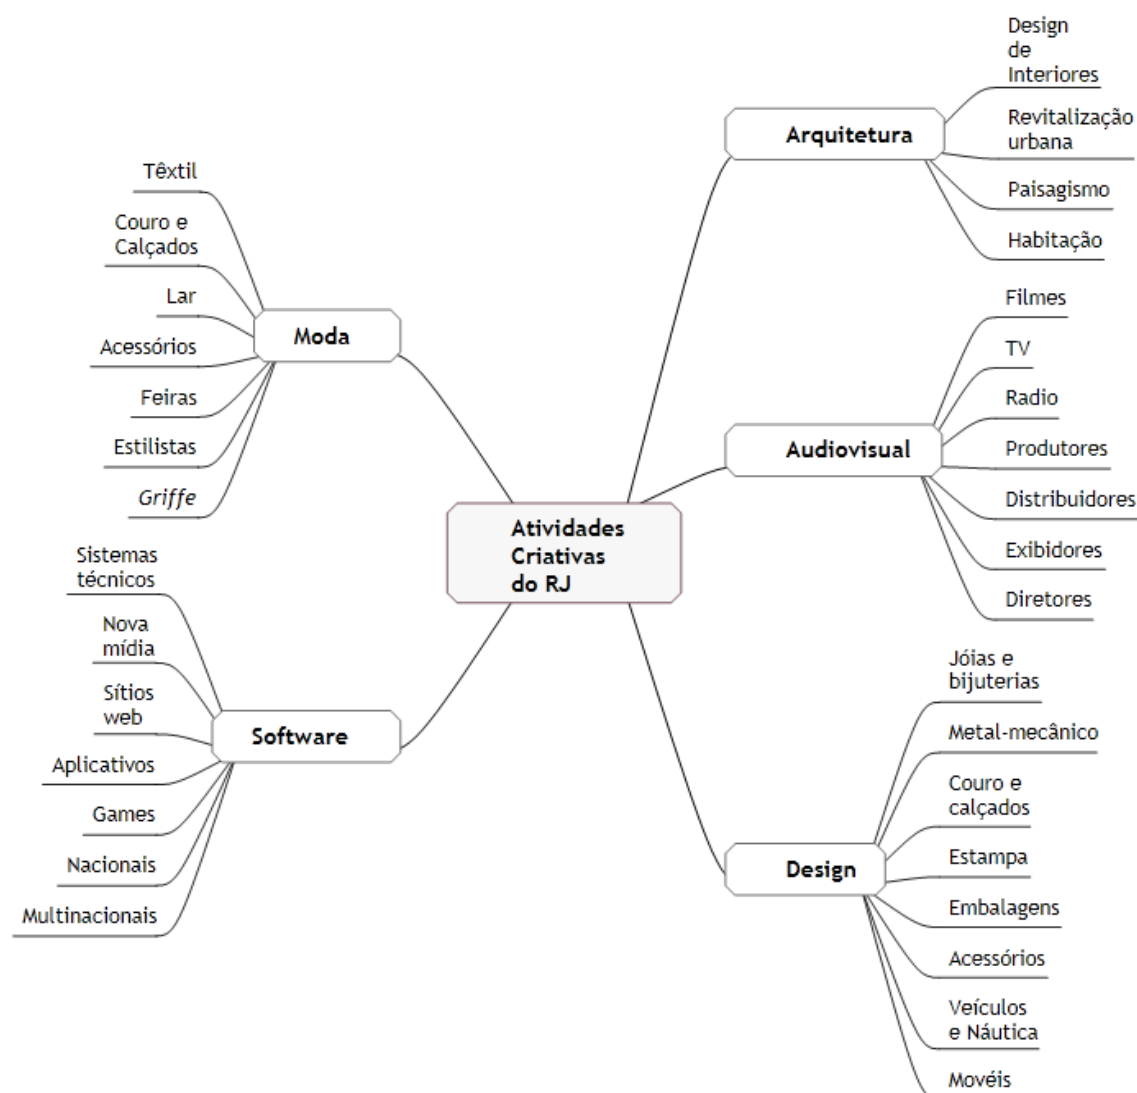 Atividades
Criativas
do RJ
Arquitetura
Design
de
Interiores
Revitalização
urbana
Paisagismo
Habitação
Audiovisual
Filmes
TV
Radio
Produtores
Distribuidores
Exibidores
Diretores
Design
Jóias e
bijuterias
Metal-mecânico
Couro e
calçados
Estampa
Embalagens
Acessórios
Veículos
e Náutica
Movéis
Moda
Têxtil
Couro e
Calçados
Lar
Acessórios
Feiras
Estilistas
Griffe
Software
Sistemas
técnicos
Nova
mídia
Sítios
web
Aplicativos
Games
Nacionais
Multinacionais